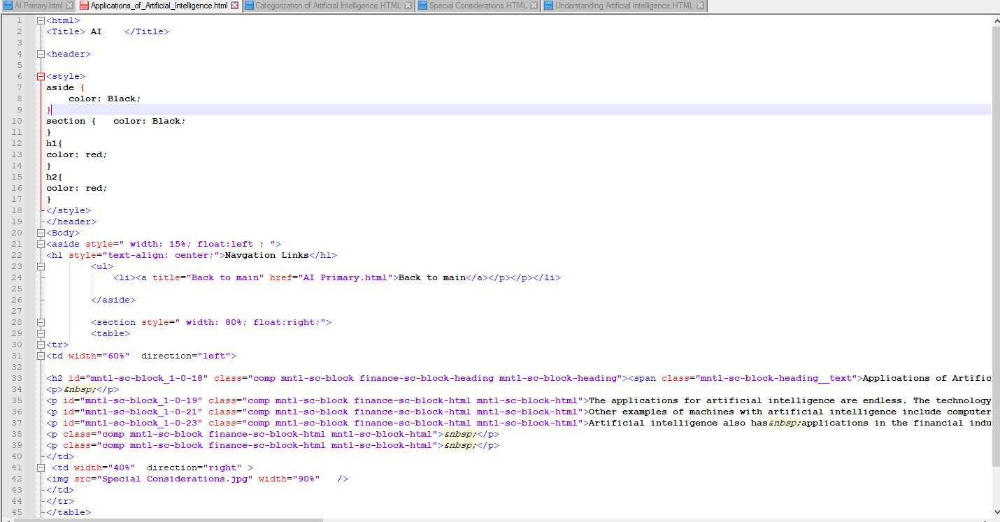 AI Primary.html Applications_of_Artificial_Intelligence.html Categorization of Artificial Intelligence.HTML Special Considerations.HTML Understanding Artificial Intelligence.HTML
1 <html>
2 <Title> AI    </Title>
3
4 <header>
5
6 <style>
7 aside {
8     color: Black;
9 }
10 section {   color: Black;
11 }
12 h1{
13 color: red;
14 }
15 h2{
16 color: red;
17 }
18 </style>
19 </header>
20 <Body>
21 <aside style=" width: 15%; float:left ; ">
22 <h1 style="text-align: center;">Navgation Links</h1>
23         <ul>
24             <li><a title="Back to main" href="AI Primary.html">Back to main</a></p></p></li>
25
26         </aside>
27
28         <section style=" width: 80%; float:right;">
29         <table>
30 <tr>
31 <td width="60%"  direction="left">
32
33 <h2 id="mntl-sc-block_1-0-18" class="comp mntl-sc-block finance-sc-block-heading mntl-sc-block-heading"><span class="mntl-sc-block-heading__text">Applications of Artific
34 <p>&nbsp;</p>
35 <p id="mntl-sc-block_1-0-19" class="comp mntl-sc-block finance-sc-block-html mntl-sc-block-html">The applications for artificial intelligence are endless. The technology
36 <p id="mntl-sc-block_1-0-21" class="comp mntl-sc-block finance-sc-block-html mntl-sc-block-html">Other examples of machines with artificial intelligence include computer
37 <p id="mntl-sc-block_1-0-23" class="comp mntl-sc-block finance-sc-block-html mntl-sc-block-html">Artificial intelligence also has&nbsp;applications in the financial indu
38 <p class="comp mntl-sc-block finance-sc-block-html mntl-sc-block-html">&nbsp;</p>
39 <p class="comp mntl-sc-block finance-sc-block-html mntl-sc-block-html">&nbsp;</p>
40 </td>
41  <td width="40%"  direction="right" >
42 <img src="Special Considerations.jpg" width="90%"   />
43 </td>
44 </tr>
45 </table>